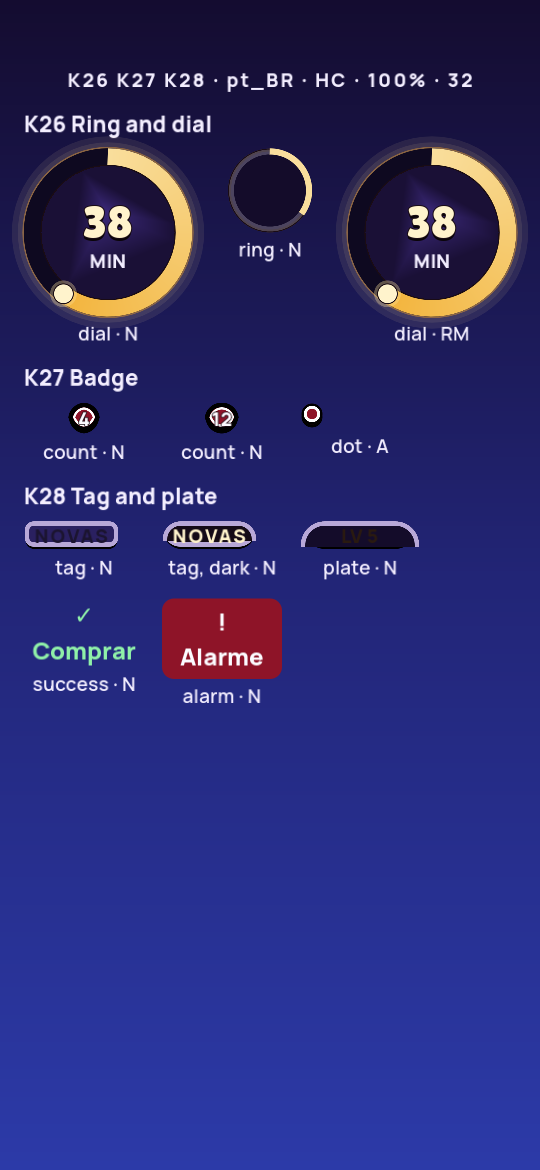 K26 K27 K28 · pt_BR · HC · 100% · 32
K26 Ring and dial
38
MIN
dial · N
ring · N
38
MIN
dial · RM
K27 Badge
4
count · N
12
count · N
dot · A
K28 Tag and plate
NOVAS
tag · N
NOVAS
tag, dark · N
LV 5
plate · N
✓
Comprar
success · N
!
Alarme
alarm · N